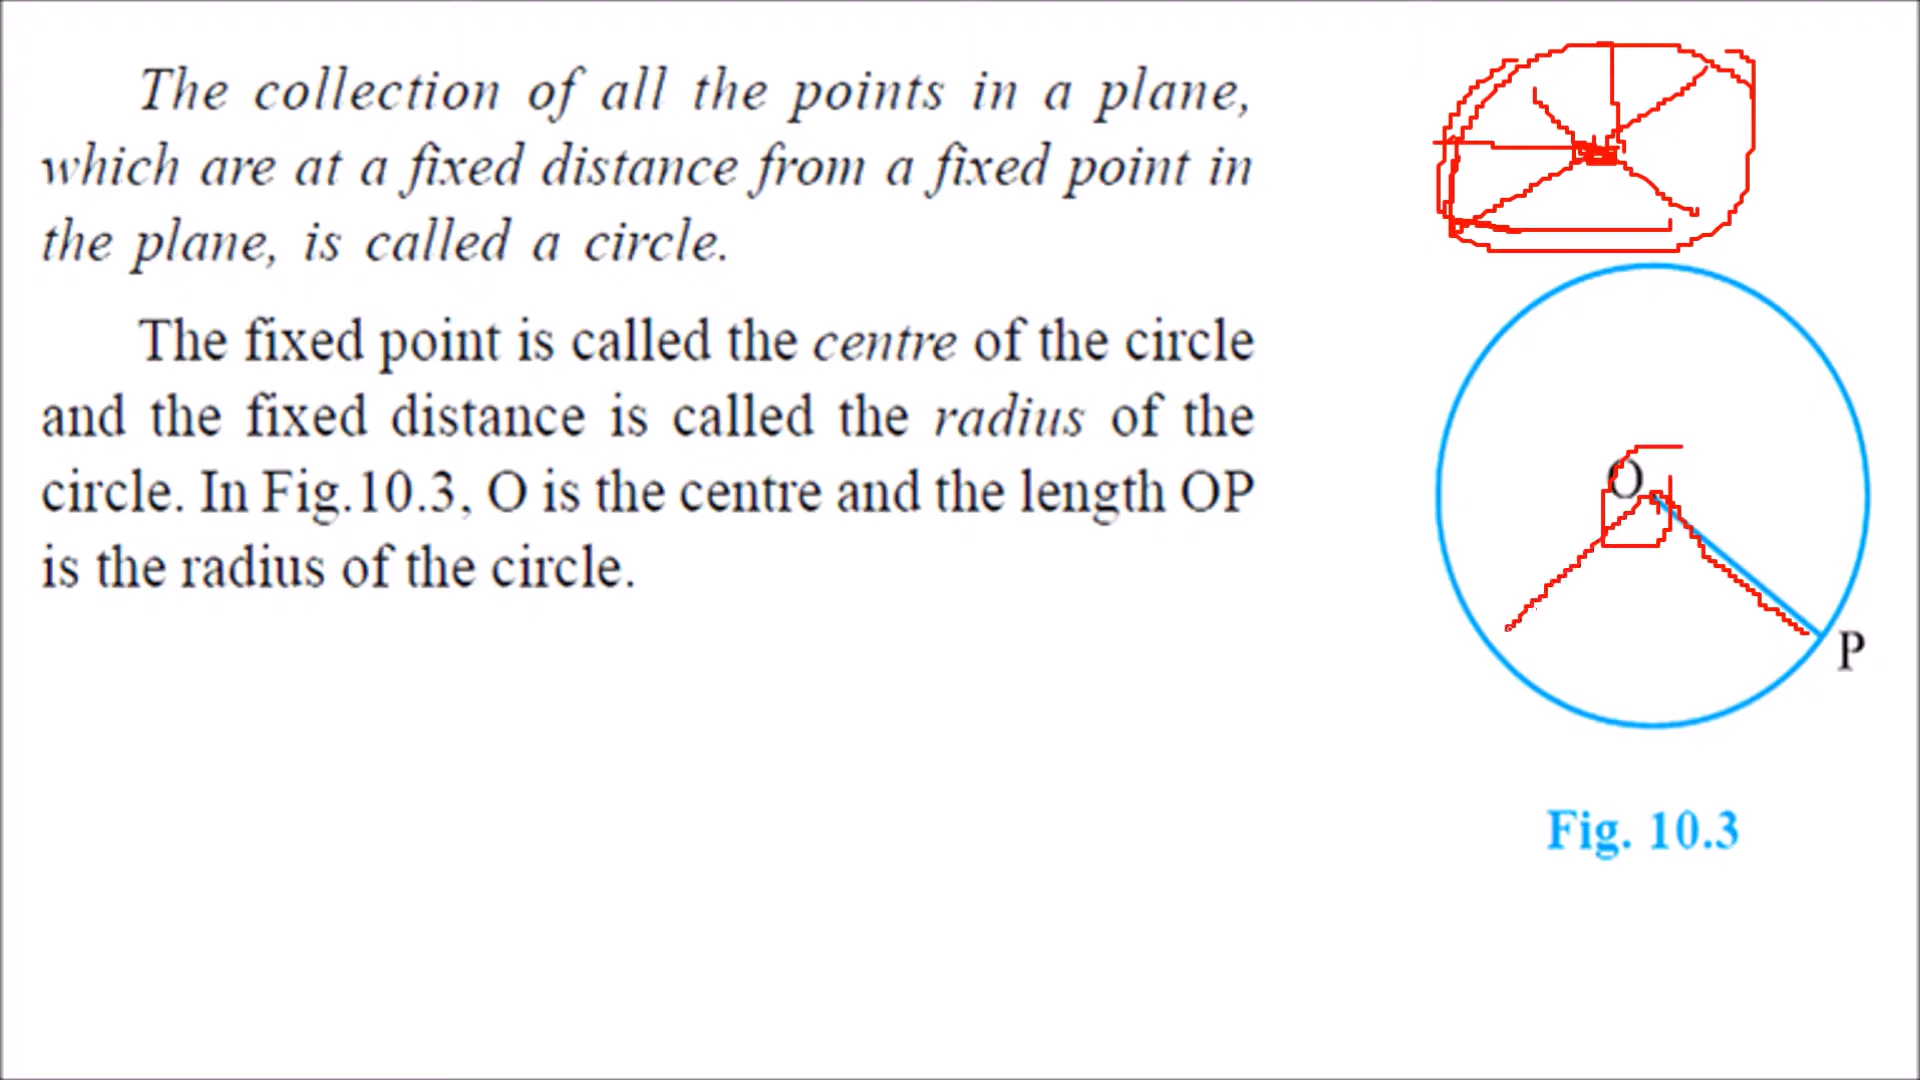 The collection of all the points in a plane,
which are at a fixed distance from a fixed point in
the plane, is called a circle.
The fixed point is called the centre of the circle
and the fixed distance is called the radius of the
circle. In Fig.10.3, O is the centre and the length OP
is the radius of the circle.
O
P
Fig. 10.3